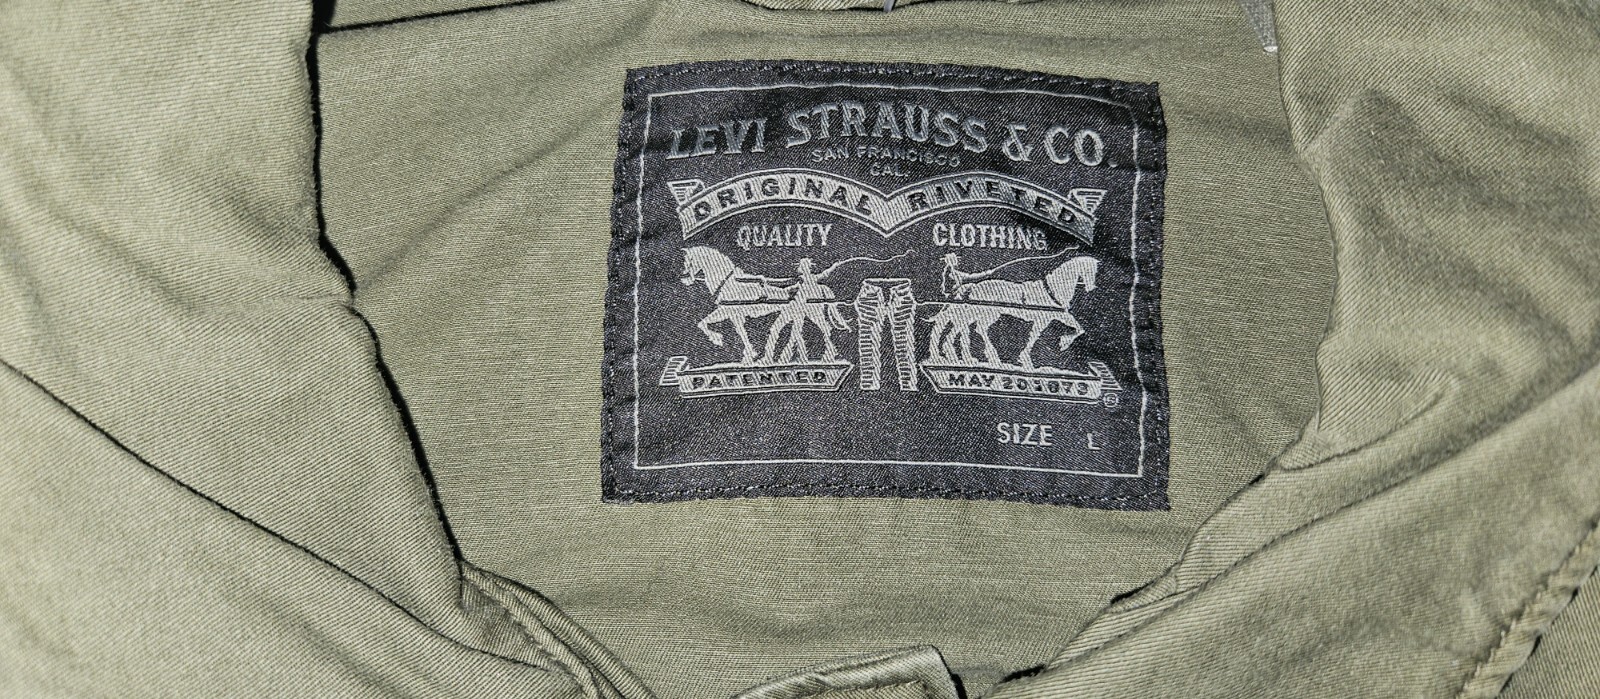 LEVI STRAUSS & CO.
SAN FRANCISCO
CAL.
ORIGINAL RIVETED
QUALITY CLOTHING
PATENTED MAY 20 1873
®
SIZE L